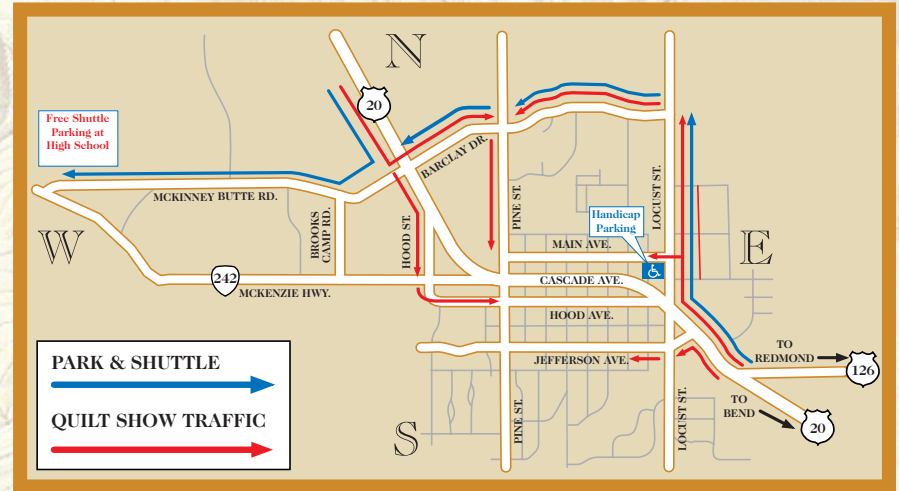 N
20
Free Shuttle
Parking at
High School
BARCLAY DR.
MCKINNEY BUTTE RD.
PINE ST.
LOCUST ST.
Handicap
Parking
BROOKS
CAMP RD.
HOOD ST.
W
MAIN AVE.
E
242
MCKENZIE HWY.
CASCADE AVE.
HOOD AVE.
TO
REDMOND
126
JEFFERSON AVE.
PARK & SHUTTLE
QUILT SHOW TRAFFIC
PINE ST.
LOCUST ST.
TO
BEND
20
S